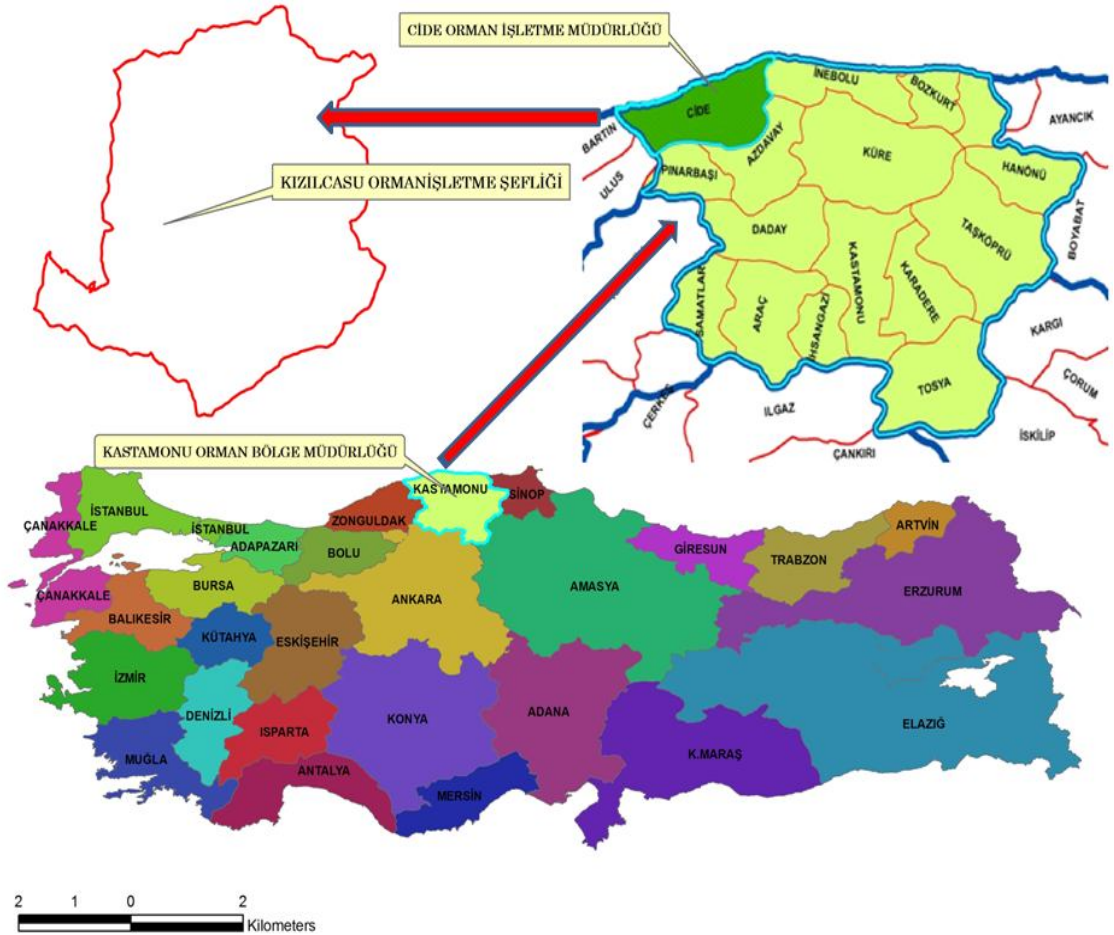 CİDE ORMAN İŞLETME MÜDÜRLÜĞÜ
KIZILCASU ORMANİŞLETME ŞEFLİĞİ
İNEBOLU
BOZKURT
AYANCIK
CİDE
BARTIN
AZDAVAY
KÜRE
HANÖNÜ
PINARBAŞI
ULUS
BOYABAT
DADAY
TAŞKÖPRÜ
KASTAMONU
KARADERE
SAMATLAR
ARAÇ
İHSANGAZİ
KARGI
ÇORUM
TOSYA
ÇERKEŞ
ILGAZ
İSKİLİP
ÇANKIRI
KASTAMONU ORMAN BÖLGE MÜDÜRLÜĞÜ
KASTAMONU
SİNOP
İSTANBUL
ÇANAKKALE
İSTANBUL
ZONGULDAK
ADAPAZARI
BOLU
GİRESUN
TRABZON
ARTVİN
ÇANAKKALE
BURSA
ANKARA
AMASYA
ERZURUM
BALIKESİR
KÜTAHYA
ESKİŞEHİR
İZMİR
DENİZLİ
ISPARTA
KONYA
ADANA
ELAZIĞ
MUĞLA
ANTALYA
MERSİN
K.MARAŞ
2 1 0 2
Kilometers